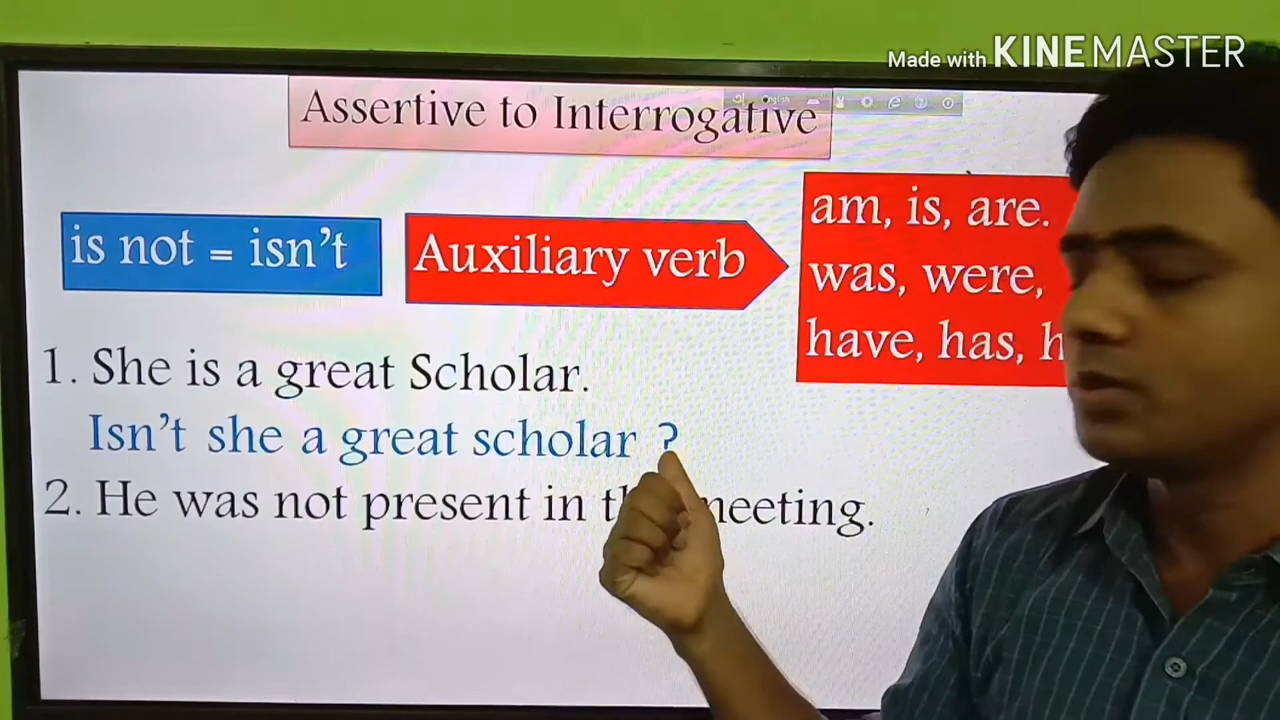 Made with KINEMASTER
Assertive to Interrogative
is not = isn't
Auxiliary verb
am, is, are.
was, were,
have, has, h
1. She is a great Scholar.
Isn't she a great scholar ?
2. He was not present in meeting.